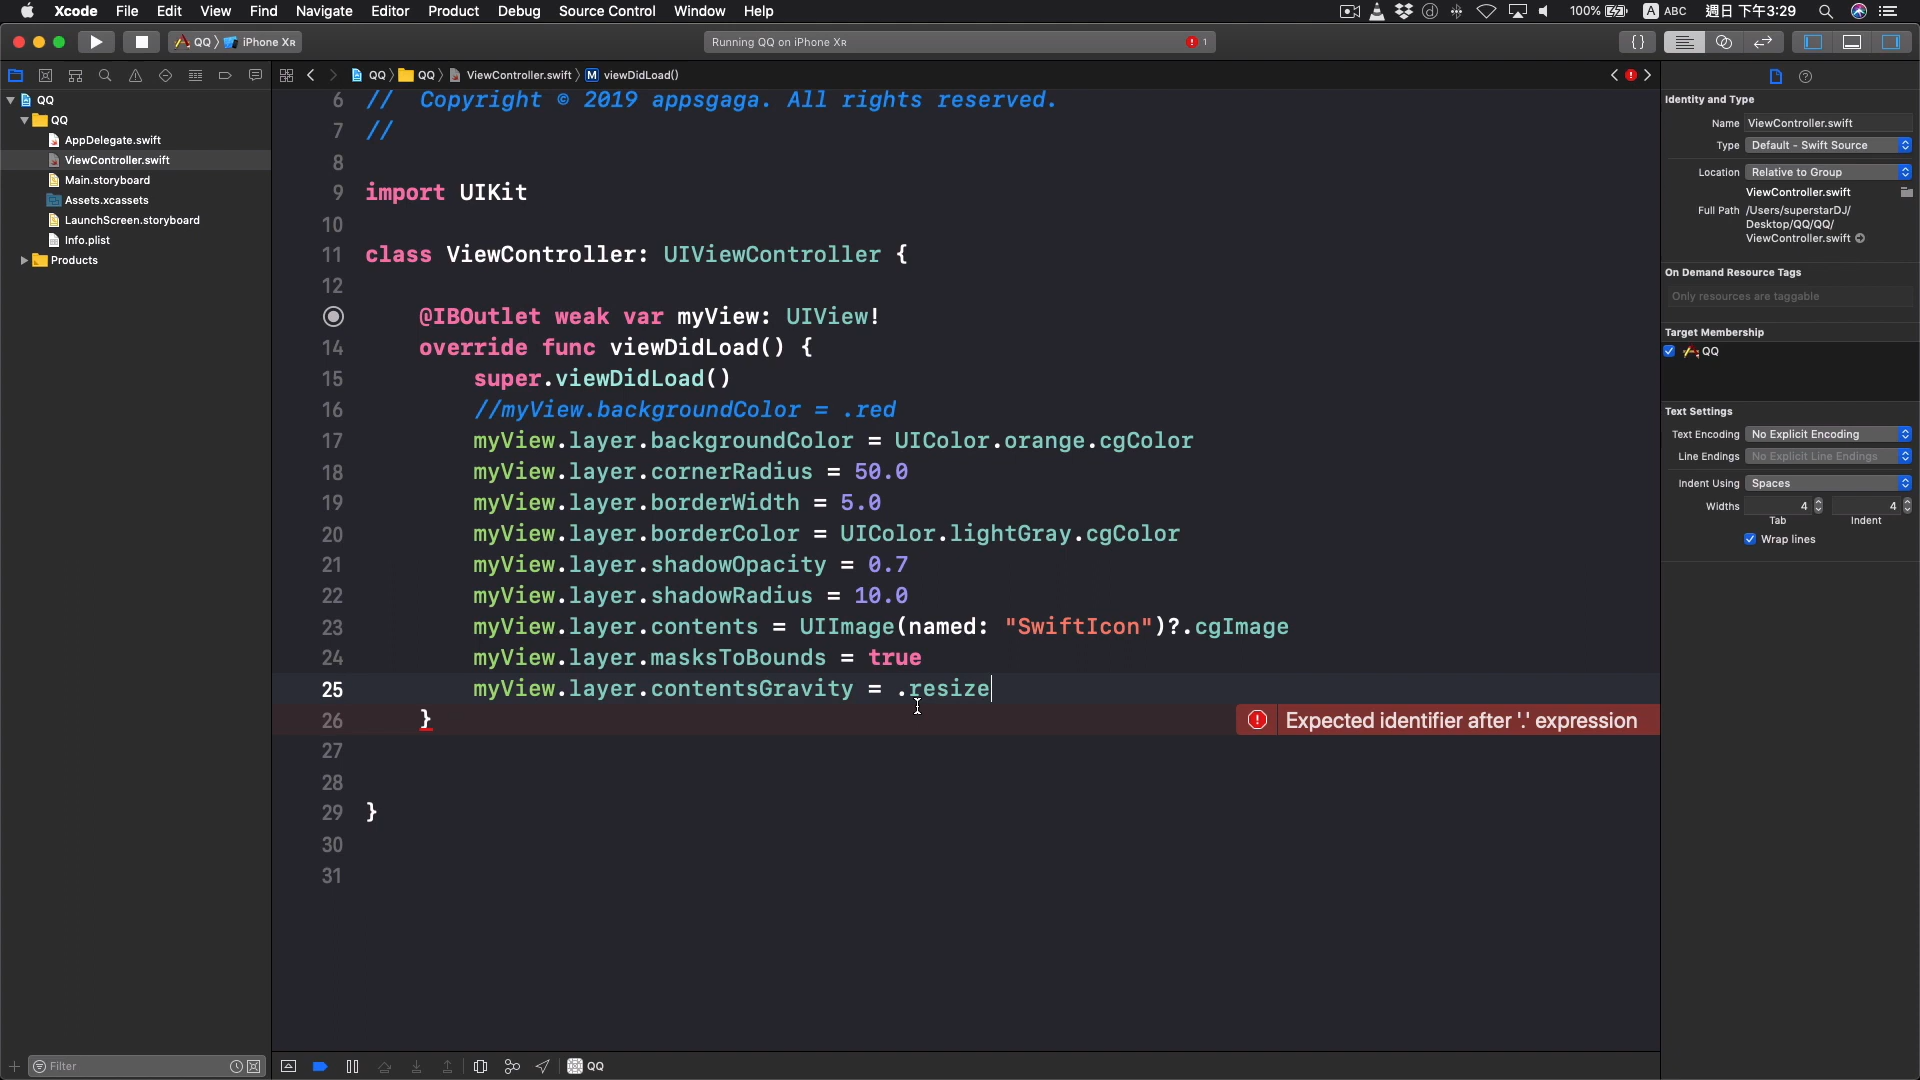 Xcode File Edit View Find Navigate Editor Product Debug Source Control Window Help 100% A ABC 週日 下午3:29
QQ iPhone XR Running QQ on iPhone XR 1 {}
QQ QQ ViewController.swift M viewDidLoad()
QQ
QQ
AppDelegate.swift
ViewController.swift
Main.storyboard
Assets.xcassets
LaunchScreen.storyboard
Info.plist
Products
Filter
6 // Copyright © 2019 appsgaga. All rights reserved.
7 //
8
9 import UIKit
10
11 class ViewController: UIViewController {
12
@IBOutlet weak var myView: UIView!
14 override func viewDidLoad() {
15 super.viewDidLoad()
16 //myView.backgroundColor = .red
17 myView.layer.backgroundColor = UIColor.orange.cgColor
18 myView.layer.cornerRadius = 50.0
19 myView.layer.borderWidth = 5.0
20 myView.layer.borderColor = UIColor.lightGray.cgColor
21 myView.layer.shadowOpacity = 0.7
22 myView.layer.shadowRadius = 10.0
23 myView.layer.contents = UIImage(named: "SwiftIcon")?.cgImage
24 myView.layer.masksToBounds = true
25 myView.layer.contentsGravity = .resize
26 } Expected identifier after '.' expression
27
28
29 }
30
31
QQ
Identity and Type
Name ViewController.swift
Type Default - Swift Source
Location Relative to Group
ViewController.swift
Full Path /Users/superstarDJ/
Desktop/QQ/QQ/
ViewController.swift
On Demand Resource Tags
Only resources are taggable
Target Membership
QQ
Text Settings
Text Encoding No Explicit Encoding
Line Endings No Explicit Line Endings
Indent Using Spaces
Widths 4 4
Tab Indent
Wrap lines